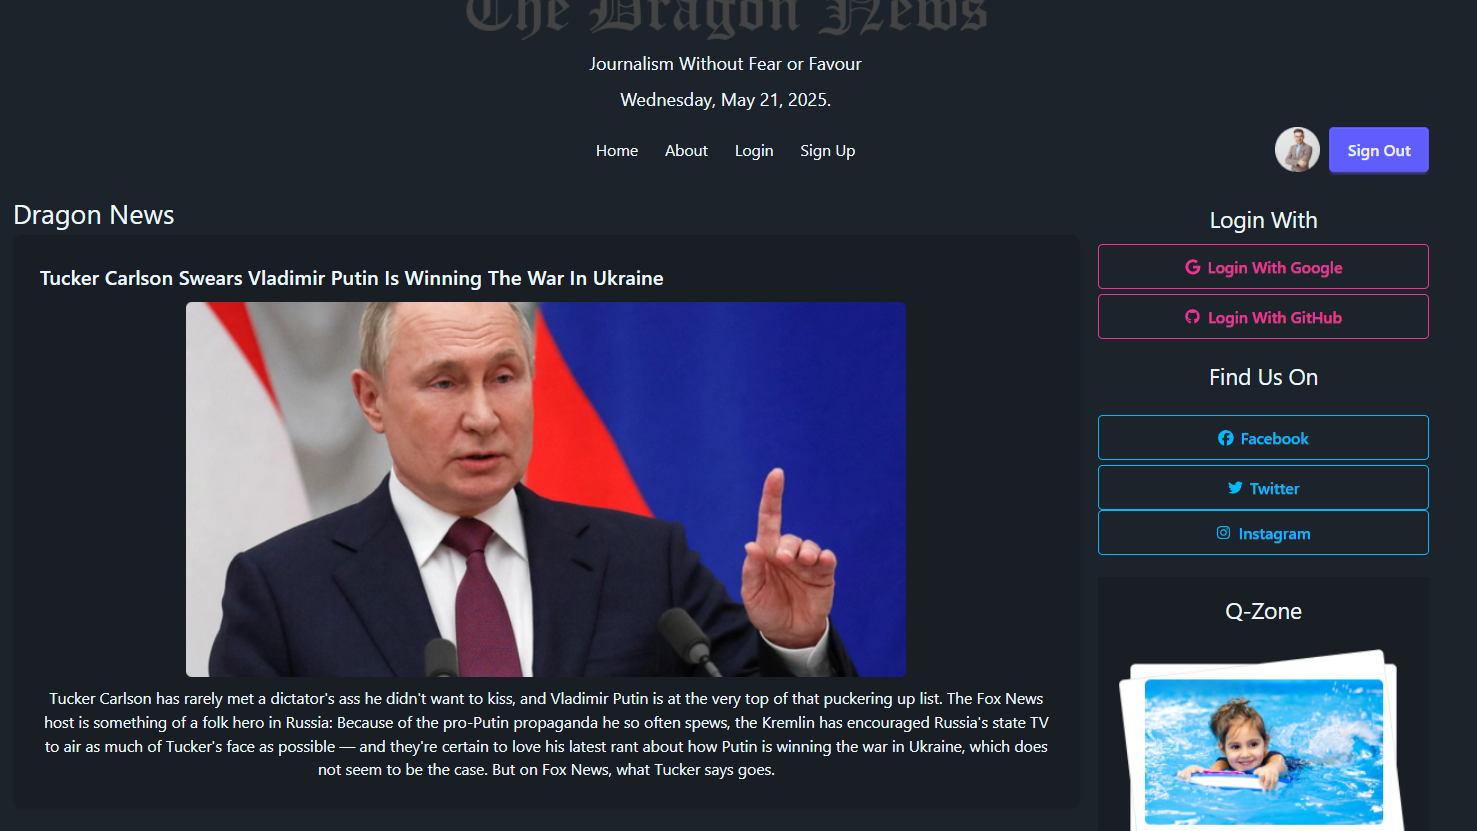 The Dragon News
Journalism Without Fear or Favour
Wednesday, May 21, 2025.
Home About Login Sign Up
Sign Out
Dragon News
Tucker Carlson Swears Vladimir Putin Is Winning The War In Ukraine
Tucker Carlson has rarely met a dictator's ass he didn't want to kiss, and Vladimir Putin is at the very top of that puckering up list. The Fox News
host is something of a folk hero in Russia: Because of the pro-Putin propaganda he so often spews, the Kremlin has encouraged Russia's state TV
to air as much of Tucker's face as possible — and they're certain to love his latest rant about how Putin is winning the war in Ukraine, which does
not seem to be the case. But on Fox News, what Tucker says goes.
Login With
Login With Google
Login With GitHub
Find Us On
Facebook
Twitter
Instagram
Q-Zone